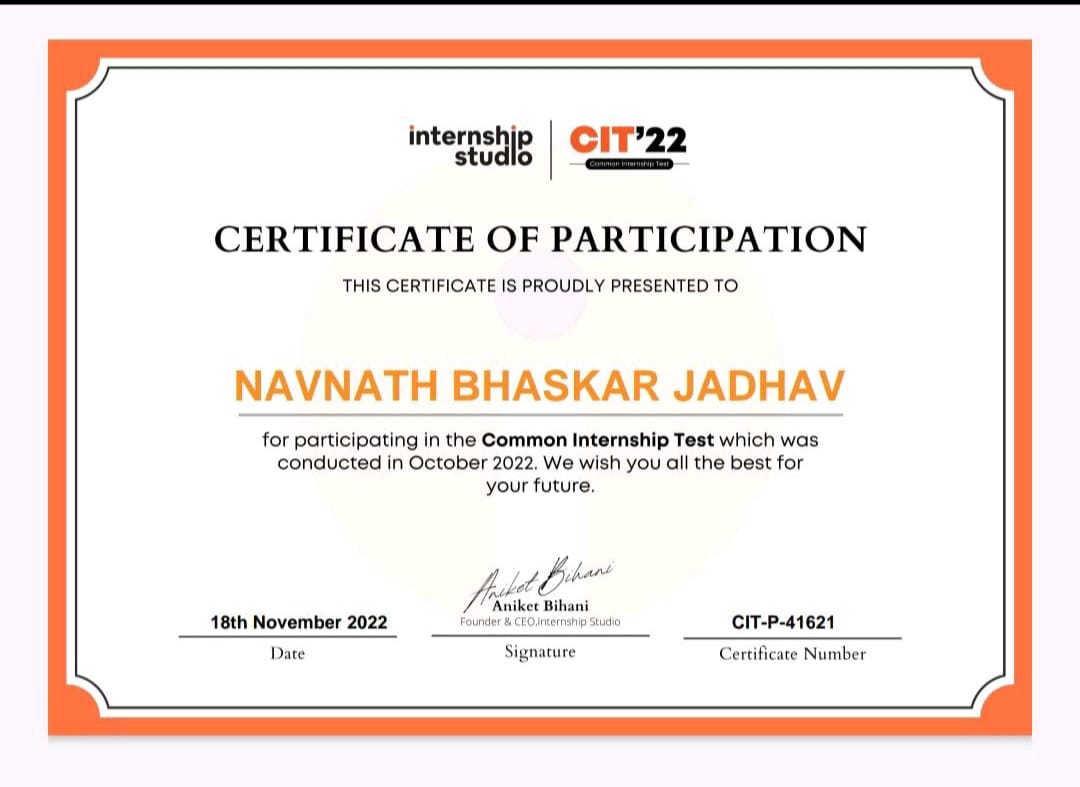 internship
studio
CIT'22
Common Internship Test
CERTIFICATE OF PARTICIPATION
THIS CERTIFICATE IS PROUDLY PRESENTED TO
NAVNATH BHASKAR JADHAV
for participating in the Common Internship Test which was
conducted in October 2022. We wish you all the best for
your future.
Aniket Bihani
Aniket Bihani
Founder & CEO,Internship Studio
Signature
18th November 2022
Date
CIT-P-41621
Certificate Number